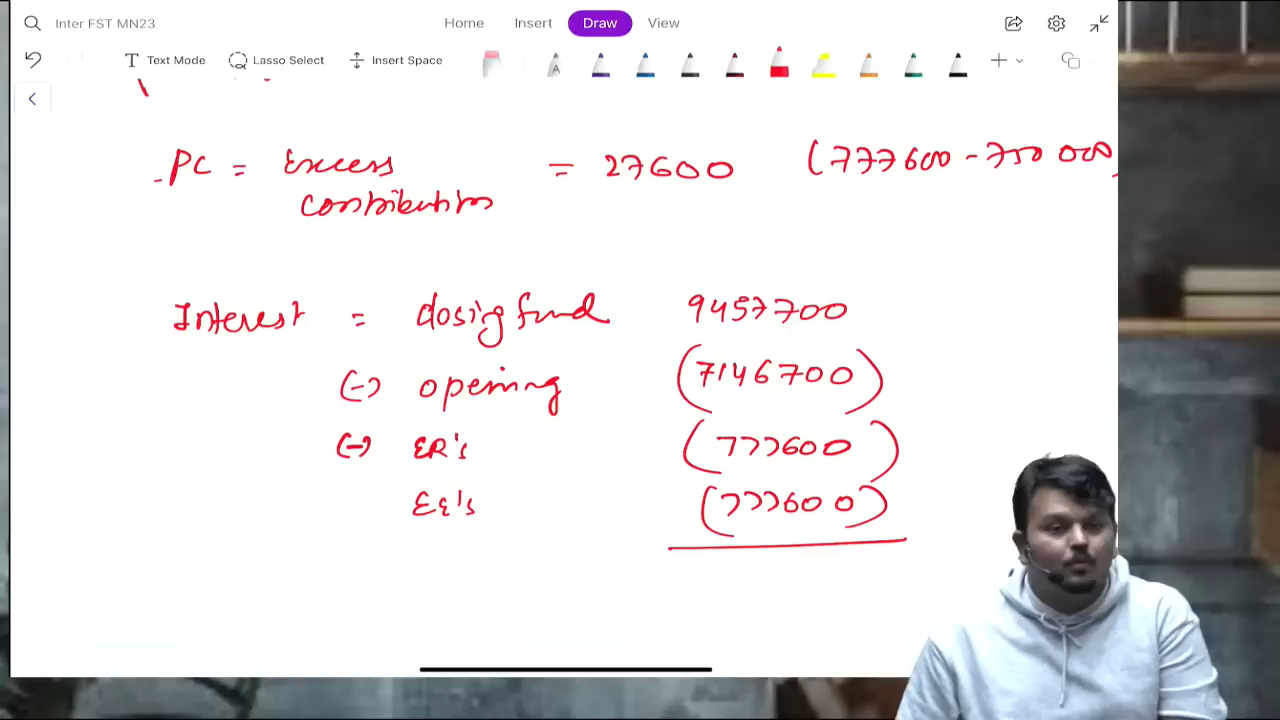 Inter FST MN23
Home Insert Draw View
T Text Mode Lasso Select Insert Space A
PC = Excess contribution = 27600 (777600 - 750 000)
Interest = closing fund 9457700
(-) opening (7146700)
(-) ER's (777600)
EE's (777600)